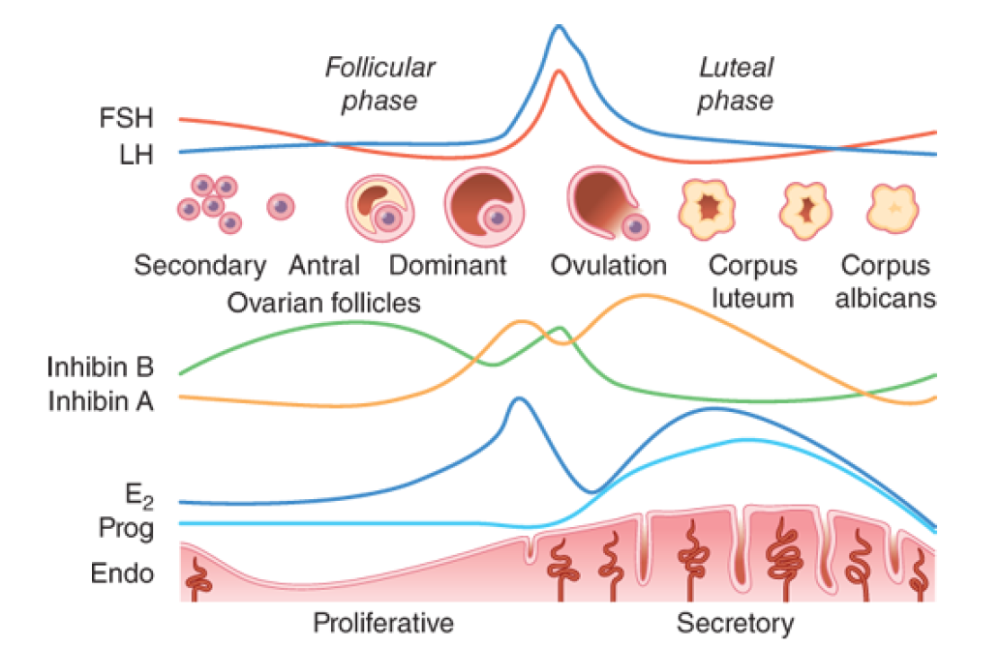 Follicular
phase
Luteal
phase
FSH
LH
Secondary Antral Dominant Ovulation Corpus
luteum
Corpus
albicans
Ovarian follicles
Inhibin B
Inhibin A
E₂
Prog
Endo
Proliferative Secretory